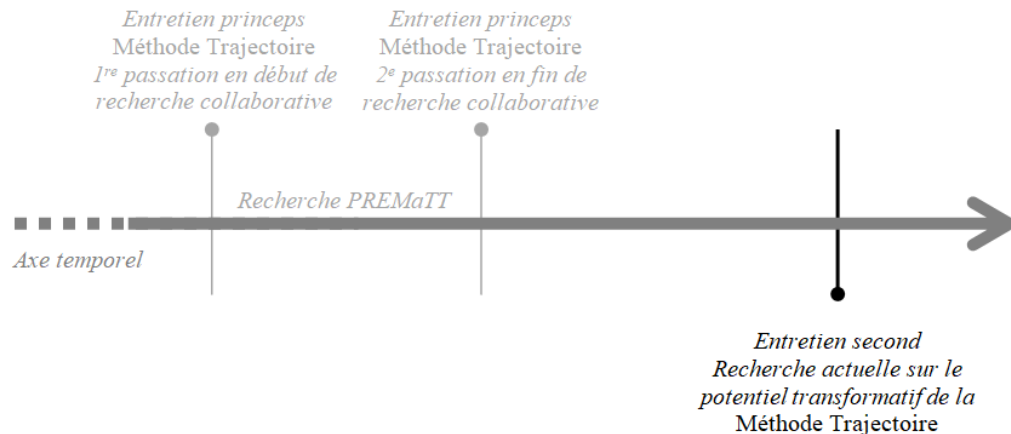 Entretien princeps
Méthode Trajectoire
1re passation en début de
recherche collaborative
Entretien princeps
Méthode Trajectoire
2e passation en fin de
recherche collaborative
Recherche PREMaTT
Axe temporel
Entretien second
Recherche actuelle sur le
potentiel transformatif de la
Méthode Trajectoire